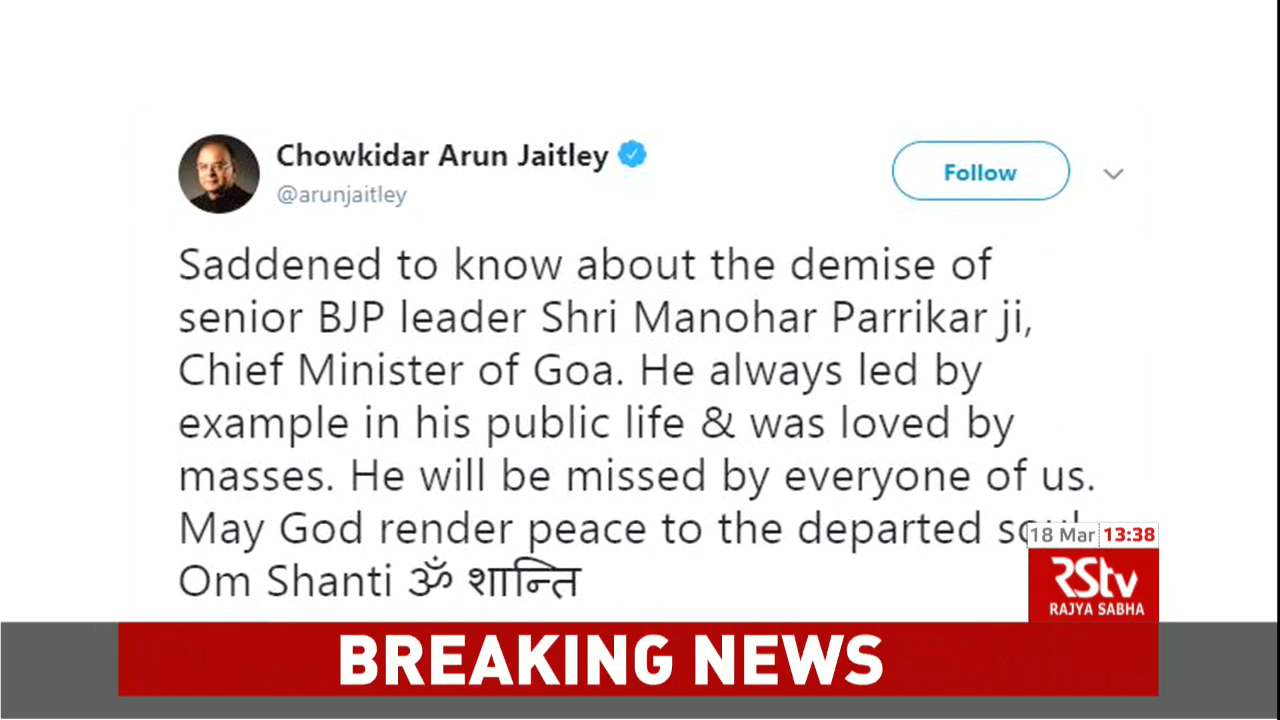 Chowkidar Arun Jaitley
@arunjaitley
Follow
Saddened to know about the demise of
senior BJP leader Shri Manohar Parrikar ji,
Chief Minister of Goa. He always led by
example in his public life & was loved by
masses. He will be missed by everyone of us.
May God render peace to the departed
Om Shanti ॐ शान्ति
18 Mar 13:38
RStv
RAJYA SABHA
BREAKING NEWS